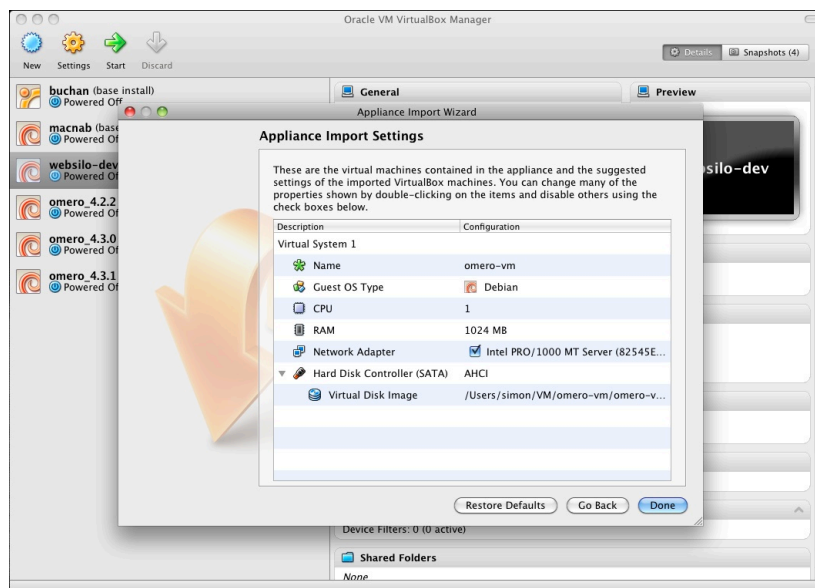 Oracle VM VirtualBox Manager
New Settings Start Discard
Details Snapshots (4)
buchan (base install)
Powered Off
macnab (base
Powered Of
websilo-dev
Powered Of
omero_4.2.2
Powered Of
omero_4.3.0
Powered Of
omero_4.3.1
Powered Of
General
Preview
silo-dev
Appliance Import Wizard
Appliance Import Settings
These are the virtual machines contained in the appliance and the suggested
settings of the imported VirtualBox machines. You can change many of the
properties shown by double-clicking on the items and disable others using the
check boxes below.
Description Configuration
Virtual System 1
Name omero-vm
Guest OS Type Debian
CPU 1
RAM 1024 MB
Network Adapter Intel PRO/1000 MT Server (82545E...
Hard Disk Controller (SATA) AHCI
Virtual Disk Image /Users/simon/VM/omero-vm/omero-v...
Restore Defaults Go Back Done
Device Filters: 0 (0 active)
Shared Folders
None